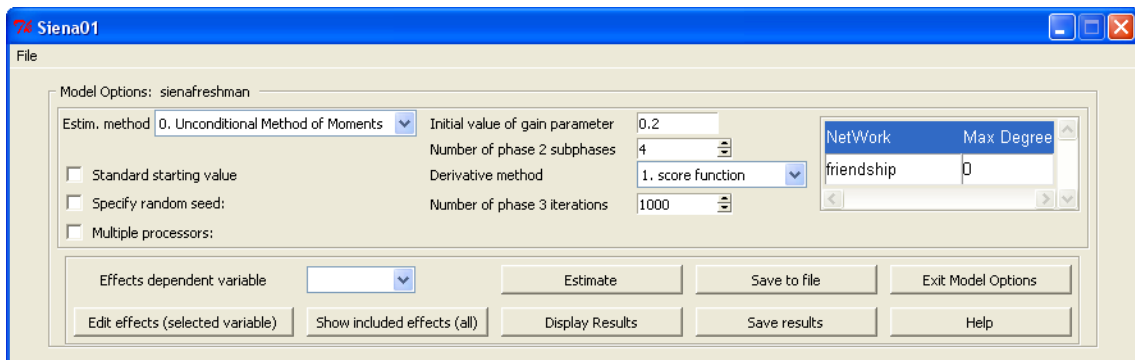 Siena01
File
Model Options: sienafreshman
Estim. method 0. Unconditional Method of Moments
Initial value of gain parameter 0.2
Number of phase 2 subphases 4
Standard starting value
Derivative method 1. score function
Specify random seed:
Number of phase 3 iterations 1000
Multiple processors:
NetWork Max Degree
friendship 0
Effects dependent variable
Estimate
Save to file
Exit Model Options
Edit effects (selected variable)
Show included effects (all)
Display Results
Save results
Help